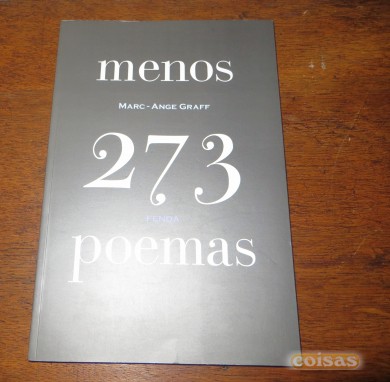 menos
MARC-ANGE GRAFF
273
FENDA
poemas
coisas